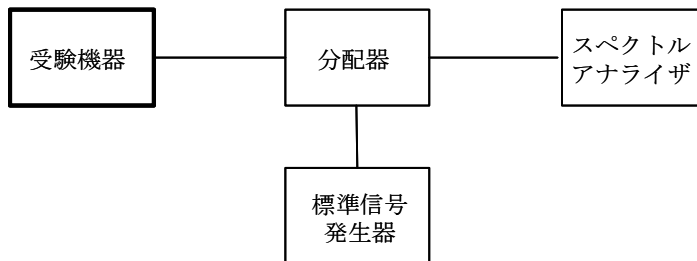 受験機器
分配器
スペクトル
アナライザ
標準信号
発生器